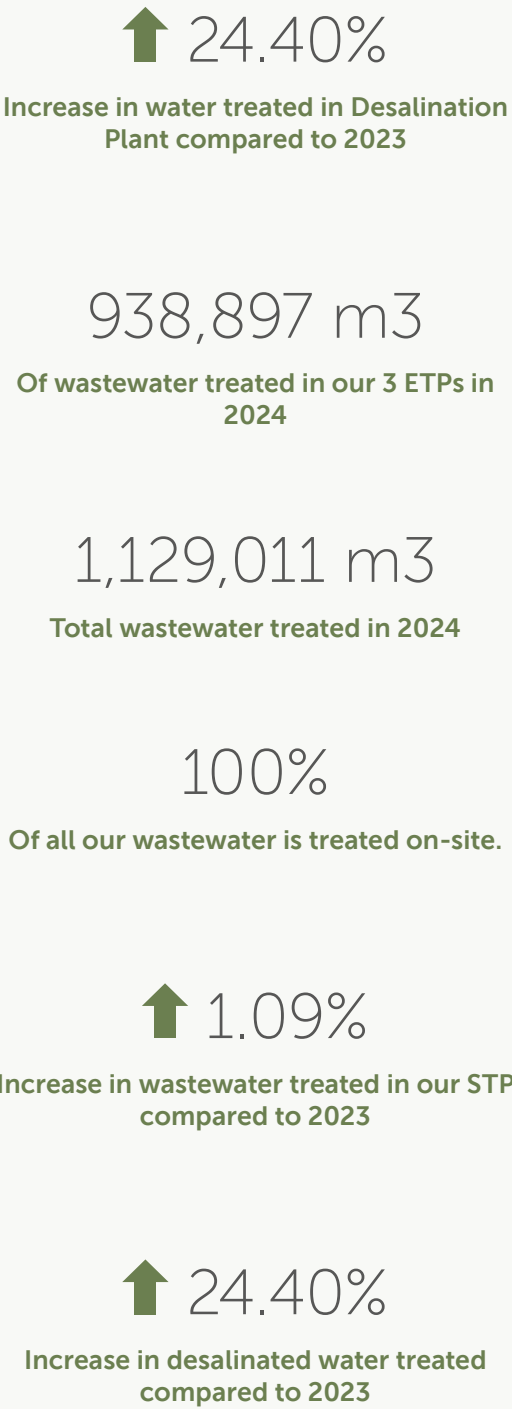 24.40%
Increase in water treated in Desalination
Plant compared to 2023
938,897 m3
Of wastewater treated in our 3 ETPs in
2024
1,129,011 m3
Total wastewater treated in 2024
100%
Of all our wastewater is treated on-site.
1.09%
Increase in wastewater treated in our STP
compared to 2023
24.40%
Increase in desalinated water treated
compared to 2023